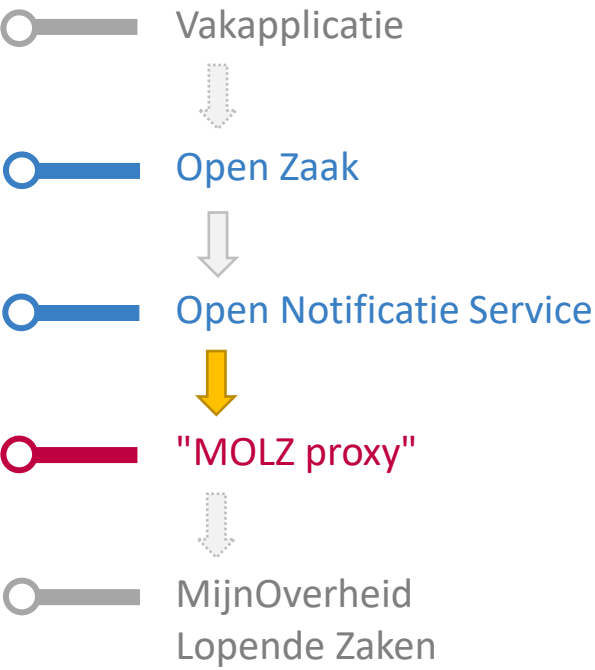 Vakapplicatie
Open Zaak
Open Notificatie Service
"MOLZ proxy"
MijnOverheid
Lopende Zaken